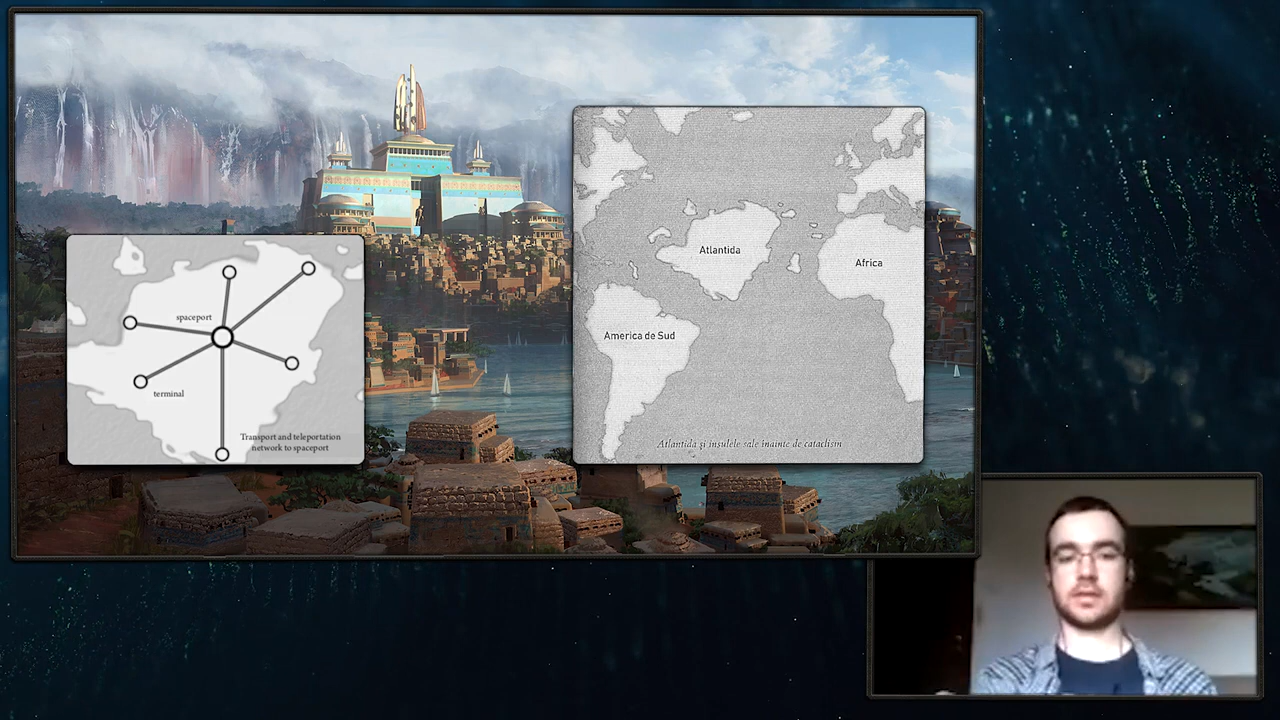 spaceport
terminal
Transport and teleportation
network to spaceport
Atlantida
Africa
America de Sud
Atlantida și insulele sale înainte de cataclism